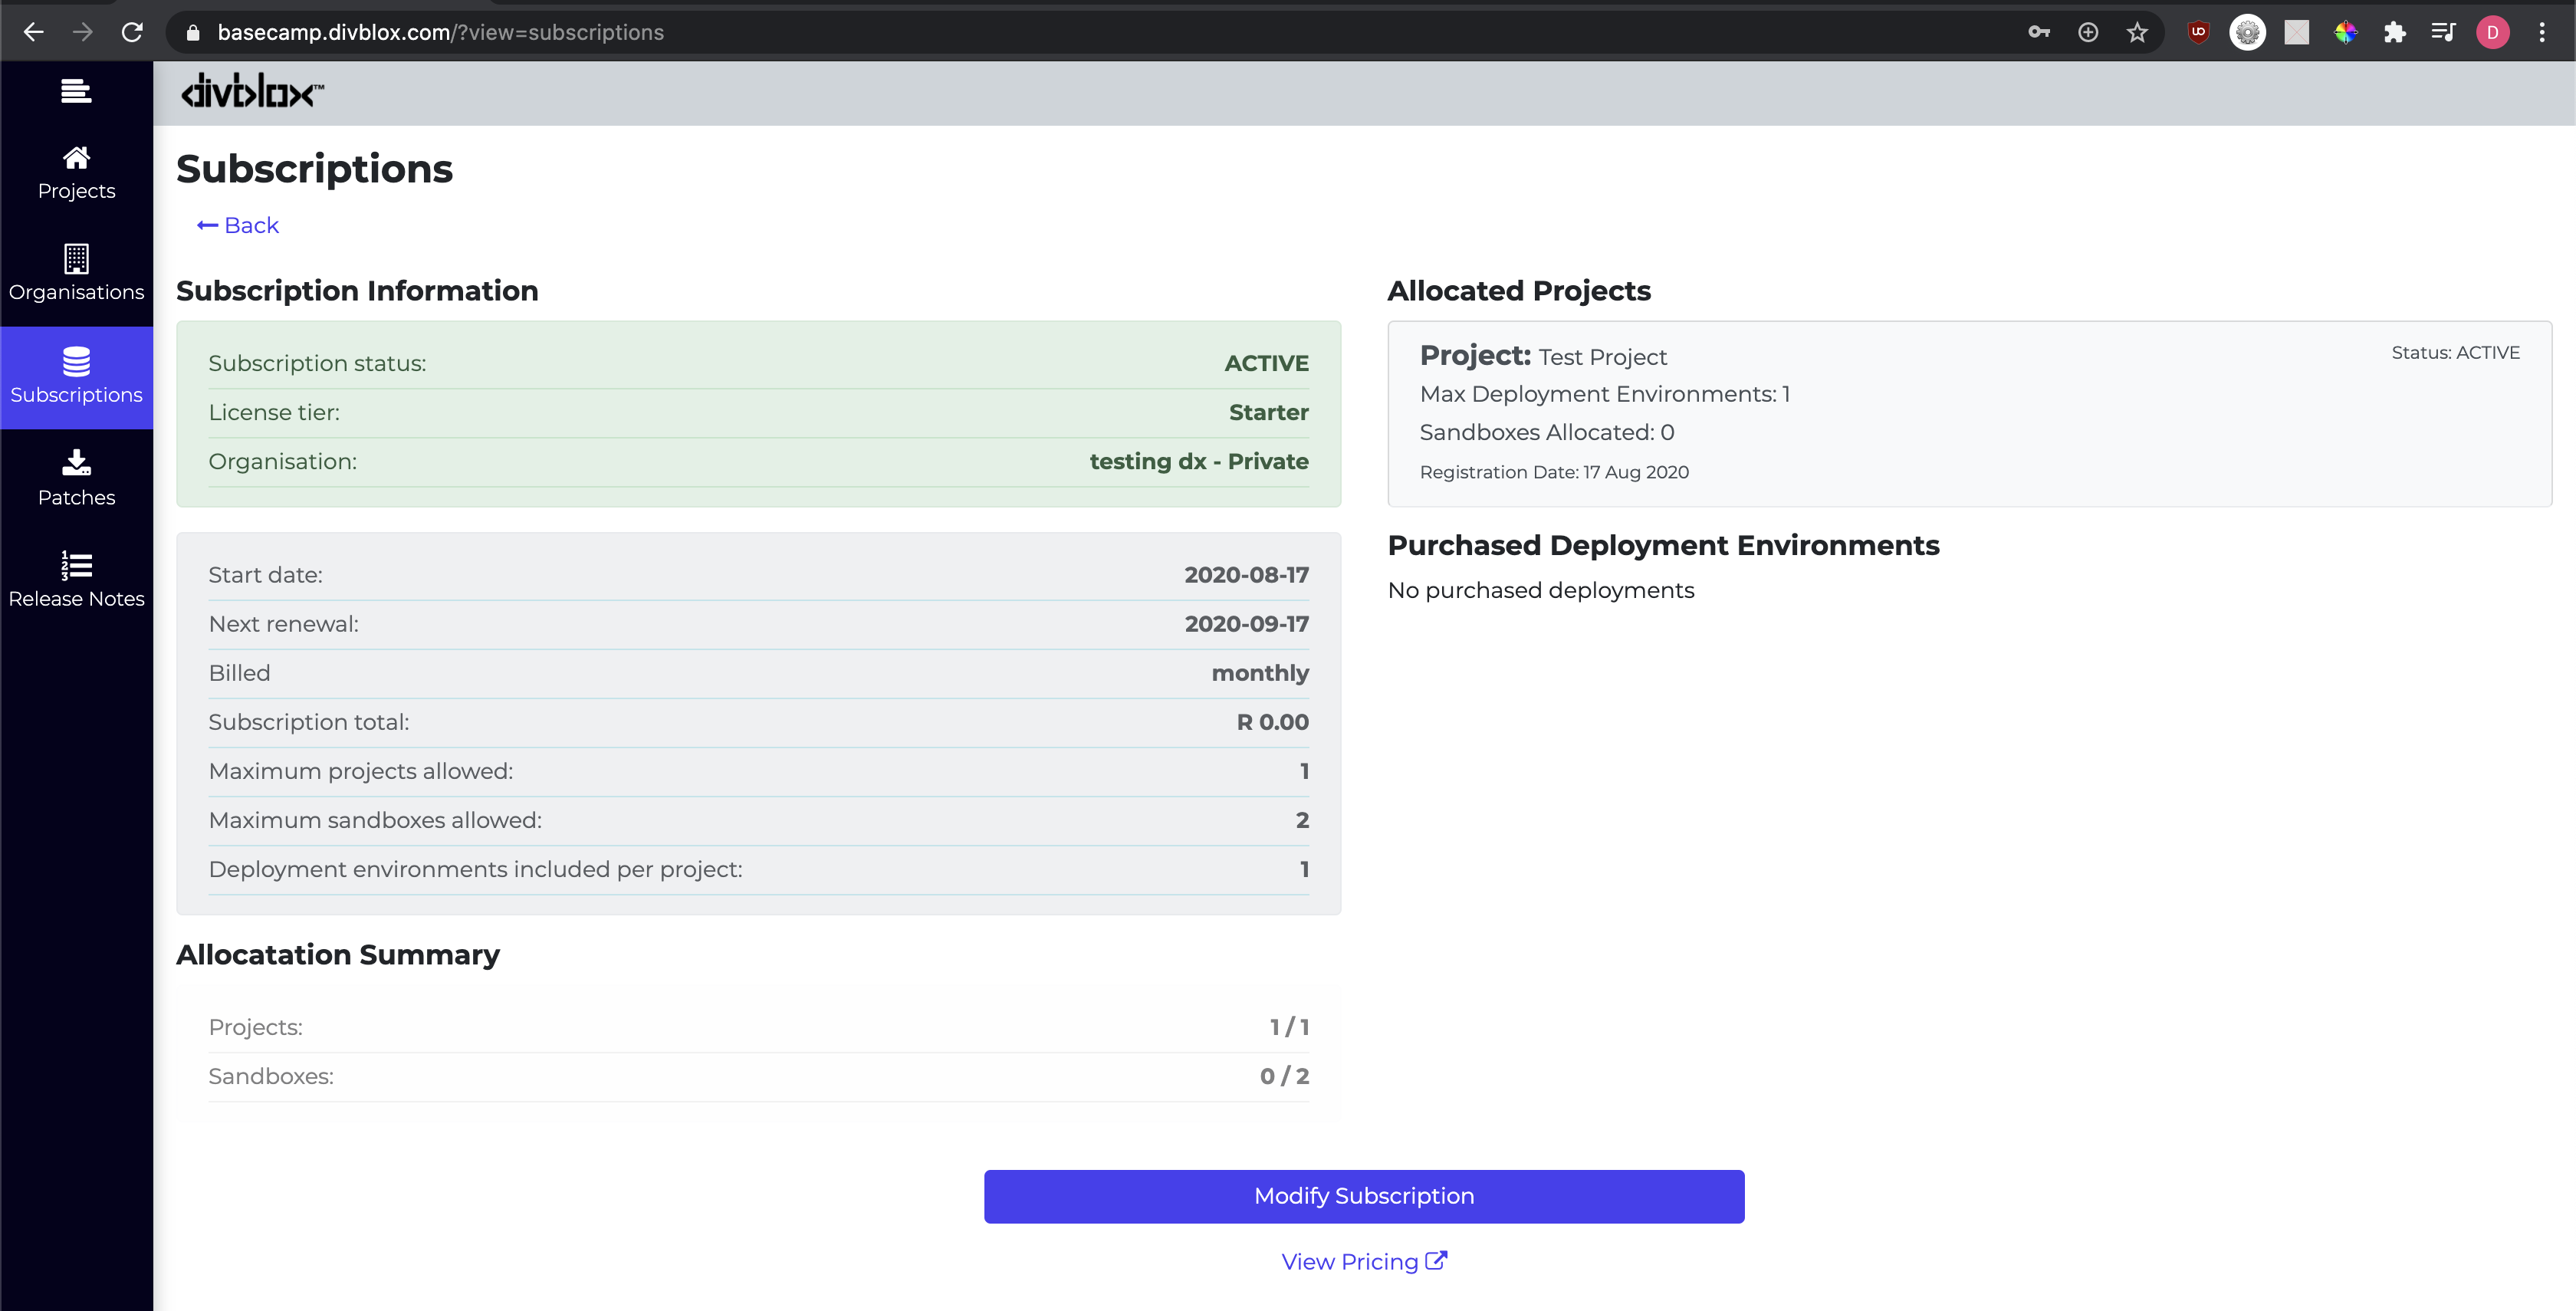 basecamp.divblox.com/?view=subscriptions
D
divblox™
Projects
Organisations
Subscriptions
Patches
Release Notes
Subscriptions
Back
Subscription Information
Subscription status: ACTIVE
License tier: Starter
Organisation: testing dx - Private
Start date: 2020-08-17
Next renewal: 2020-09-17
Billed monthly
Subscription total: R 0.00
Maximum projects allowed: 1
Maximum sandboxes allowed: 2
Deployment environments included per project: 1
Allocatation Summary
Projects: 1 / 1
Sandboxes: 0 / 2
Allocated Projects
Project: Test Project Status: ACTIVE
Max Deployment Environments: 1
Sandboxes Allocated: 0
Registration Date: 17 Aug 2020
Purchased Deployment Environments
No purchased deployments
Modify Subscription
View Pricing